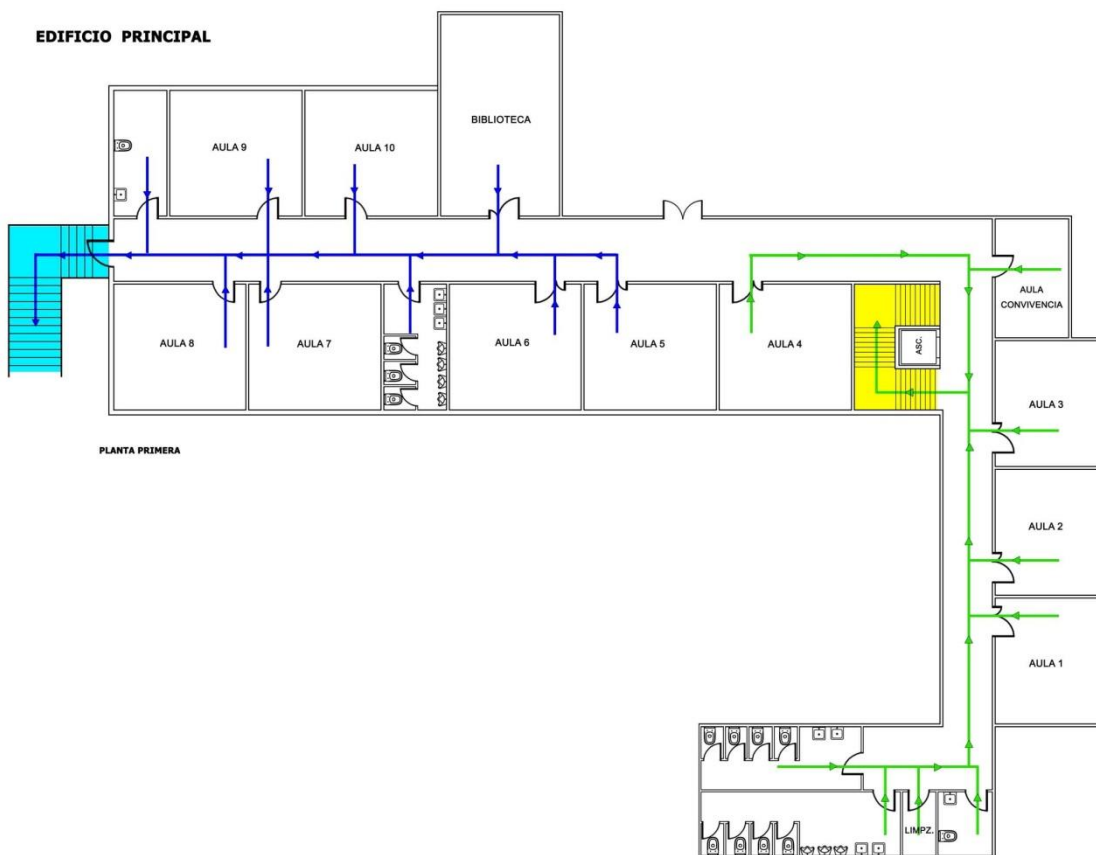 EDIFICIO PRINCIPAL
BIBLIOTECA
AULA 9
AULA 10
AULA
CONVIVENCIA
AULA 8
AULA 7
AULA 6
AULA 5
AULA 4
ASC.
AULA 3
PLANTA PRIMERA
AULA 2
AULA 1
LIMPZ.